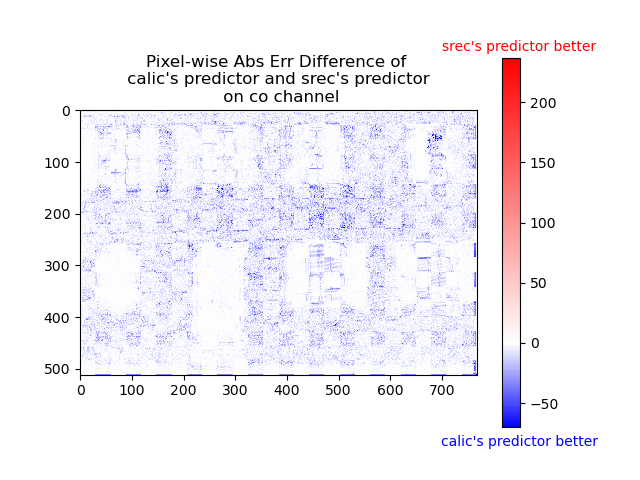 srec's predictor better
Pixel-wise Abs Err Difference of
calic's predictor and srec's predictor
on co channel
0
100
200
300
400
500
0 100 200 300 400 500 600 700
200
150
100
50
0
−50
calic's predictor better